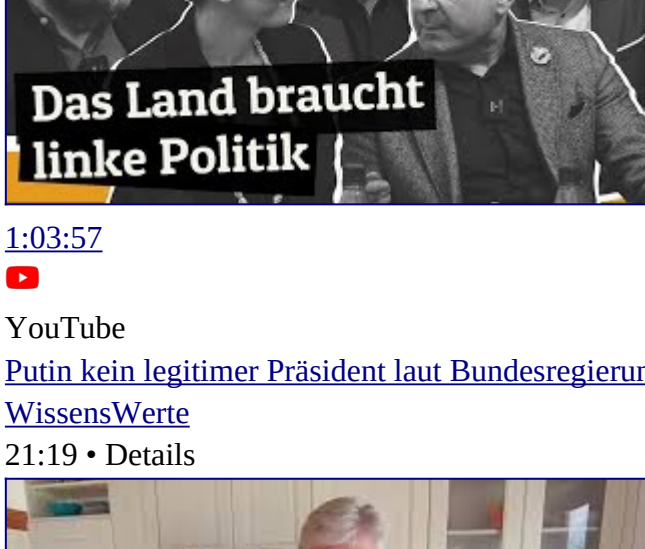 Das Land braucht
linke Politik
1:03:57
YouTube
Putin kein legitimer Präsident laut Bundesregierun
WissensWerte
21:19 • Details